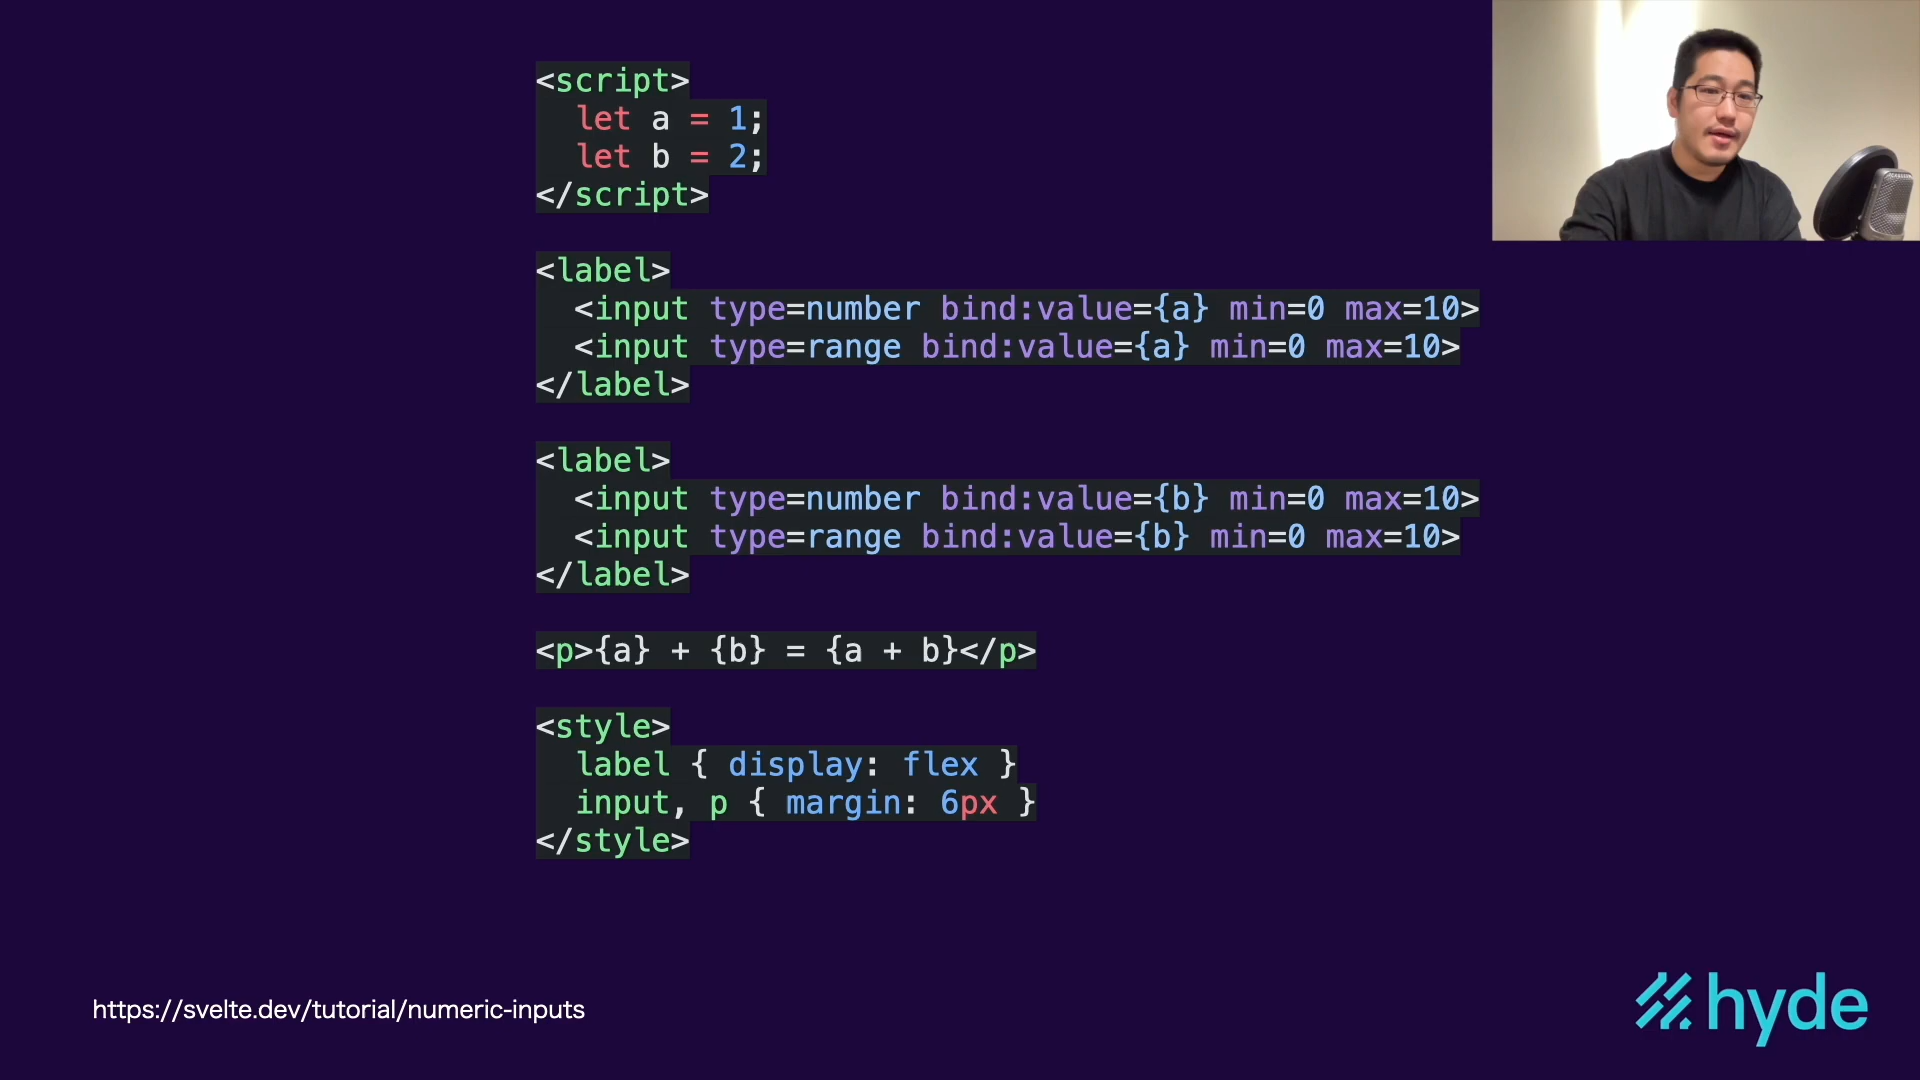 <script>
  let a = 1;
  let b = 2;
</script>

<label>
  <input type=number bind:value={a} min=0 max=10>
  <input type=range bind:value={a} min=0 max=10>
</label>

<label>
  <input type=number bind:value={b} min=0 max=10>
  <input type=range bind:value={b} min=0 max=10>
</label>

<p>{a} + {b} = {a + b}</p>

<style>
  label { display: flex }
  input, p { margin: 6px }
</style>
https://svelte.dev/tutorial/numeric-inputs
hyde